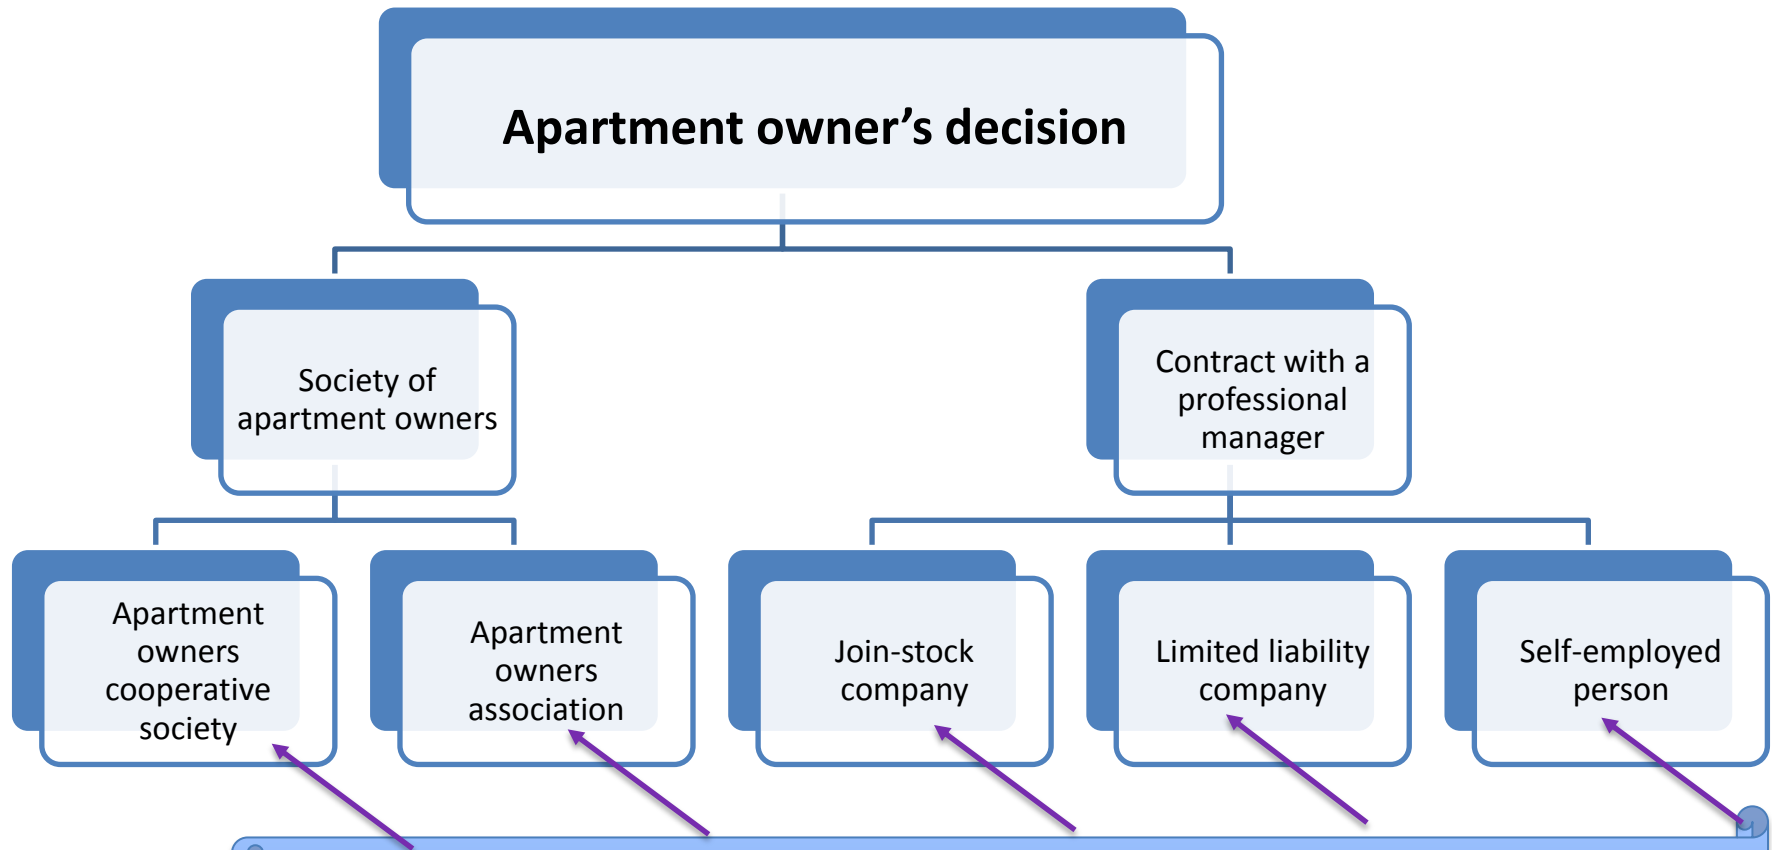 Apartment owner’s decision
Society of
apartment owners
Contract with a
professional
manager
Apartment
owners
cooperative
society
Apartment
owners
association
Join-stock
company
Limited liability
company
Self-employed
person